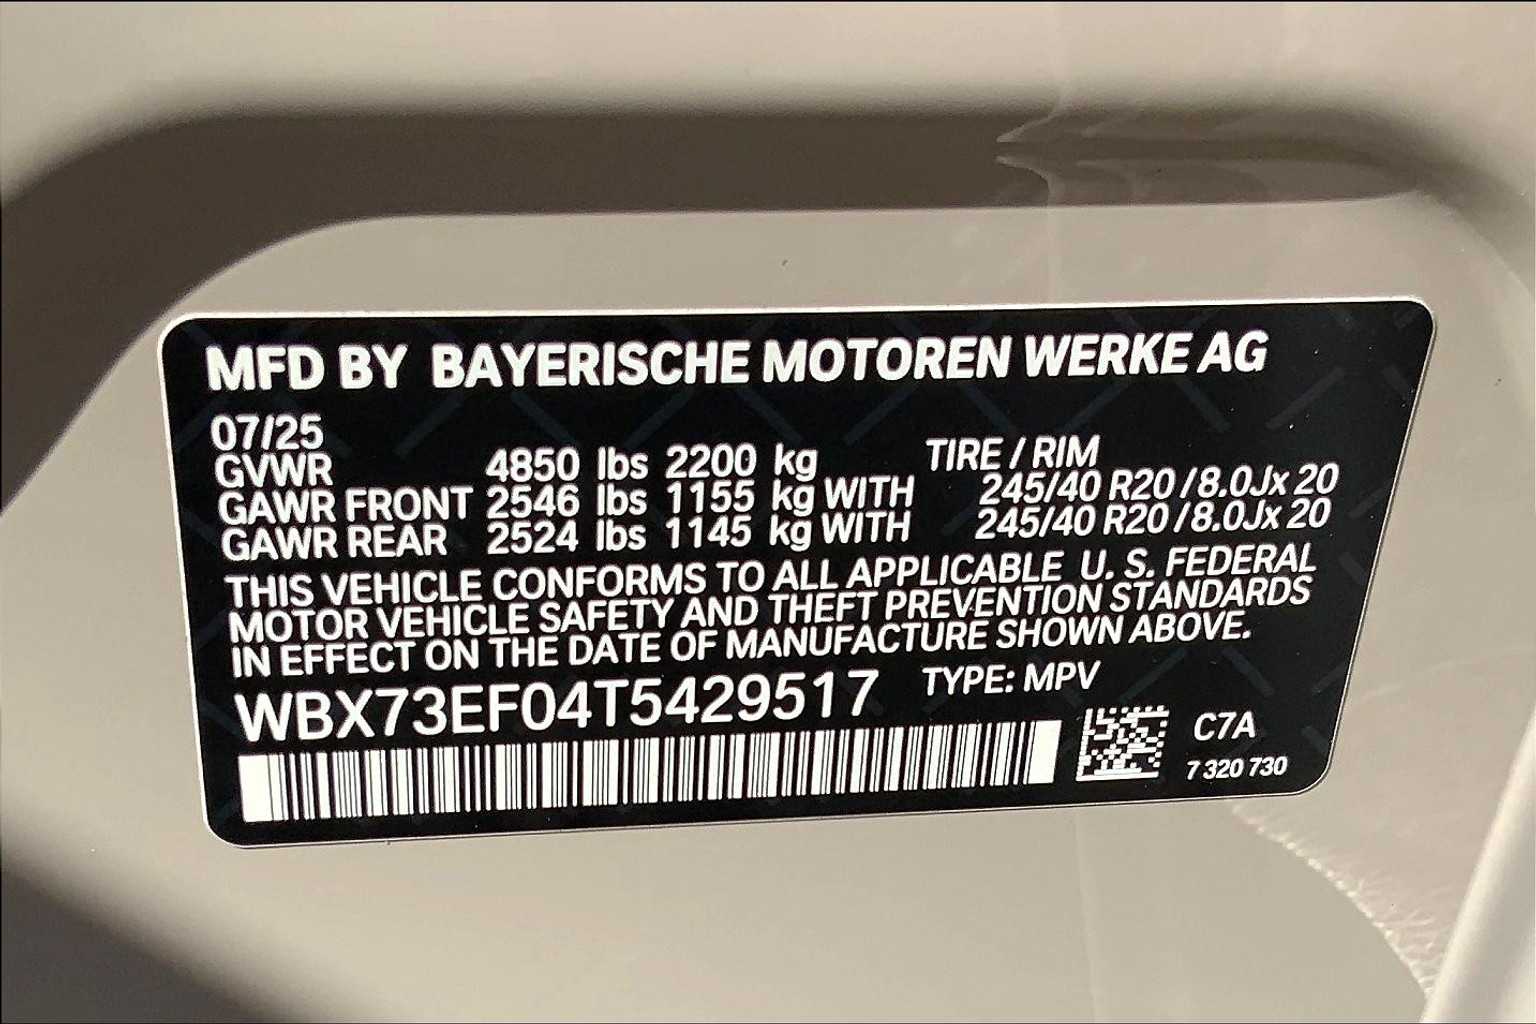 MFD BY BAYERISCHE MOTOREN WERKE AG
07/25
GVWR 4850 lbs 2200 kg TIRE / RIM
GAWR FRONT 2546 lbs 1155 kg WITH 245/40 R20 / 8.0Jx 20
GAWR REAR 2524 lbs 1145 kg WITH 245/40 R20 / 8.0Jx 20
THIS VEHICLE CONFORMS TO ALL APPLICABLE U. S. FEDERAL
MOTOR VEHICLE SAFETY AND THEFT PREVENTION STANDARDS
IN EFFECT ON THE DATE OF MANUFACTURE SHOWN ABOVE.
WBX73EF04T5429517 TYPE: MPV
C7A
7 320 730